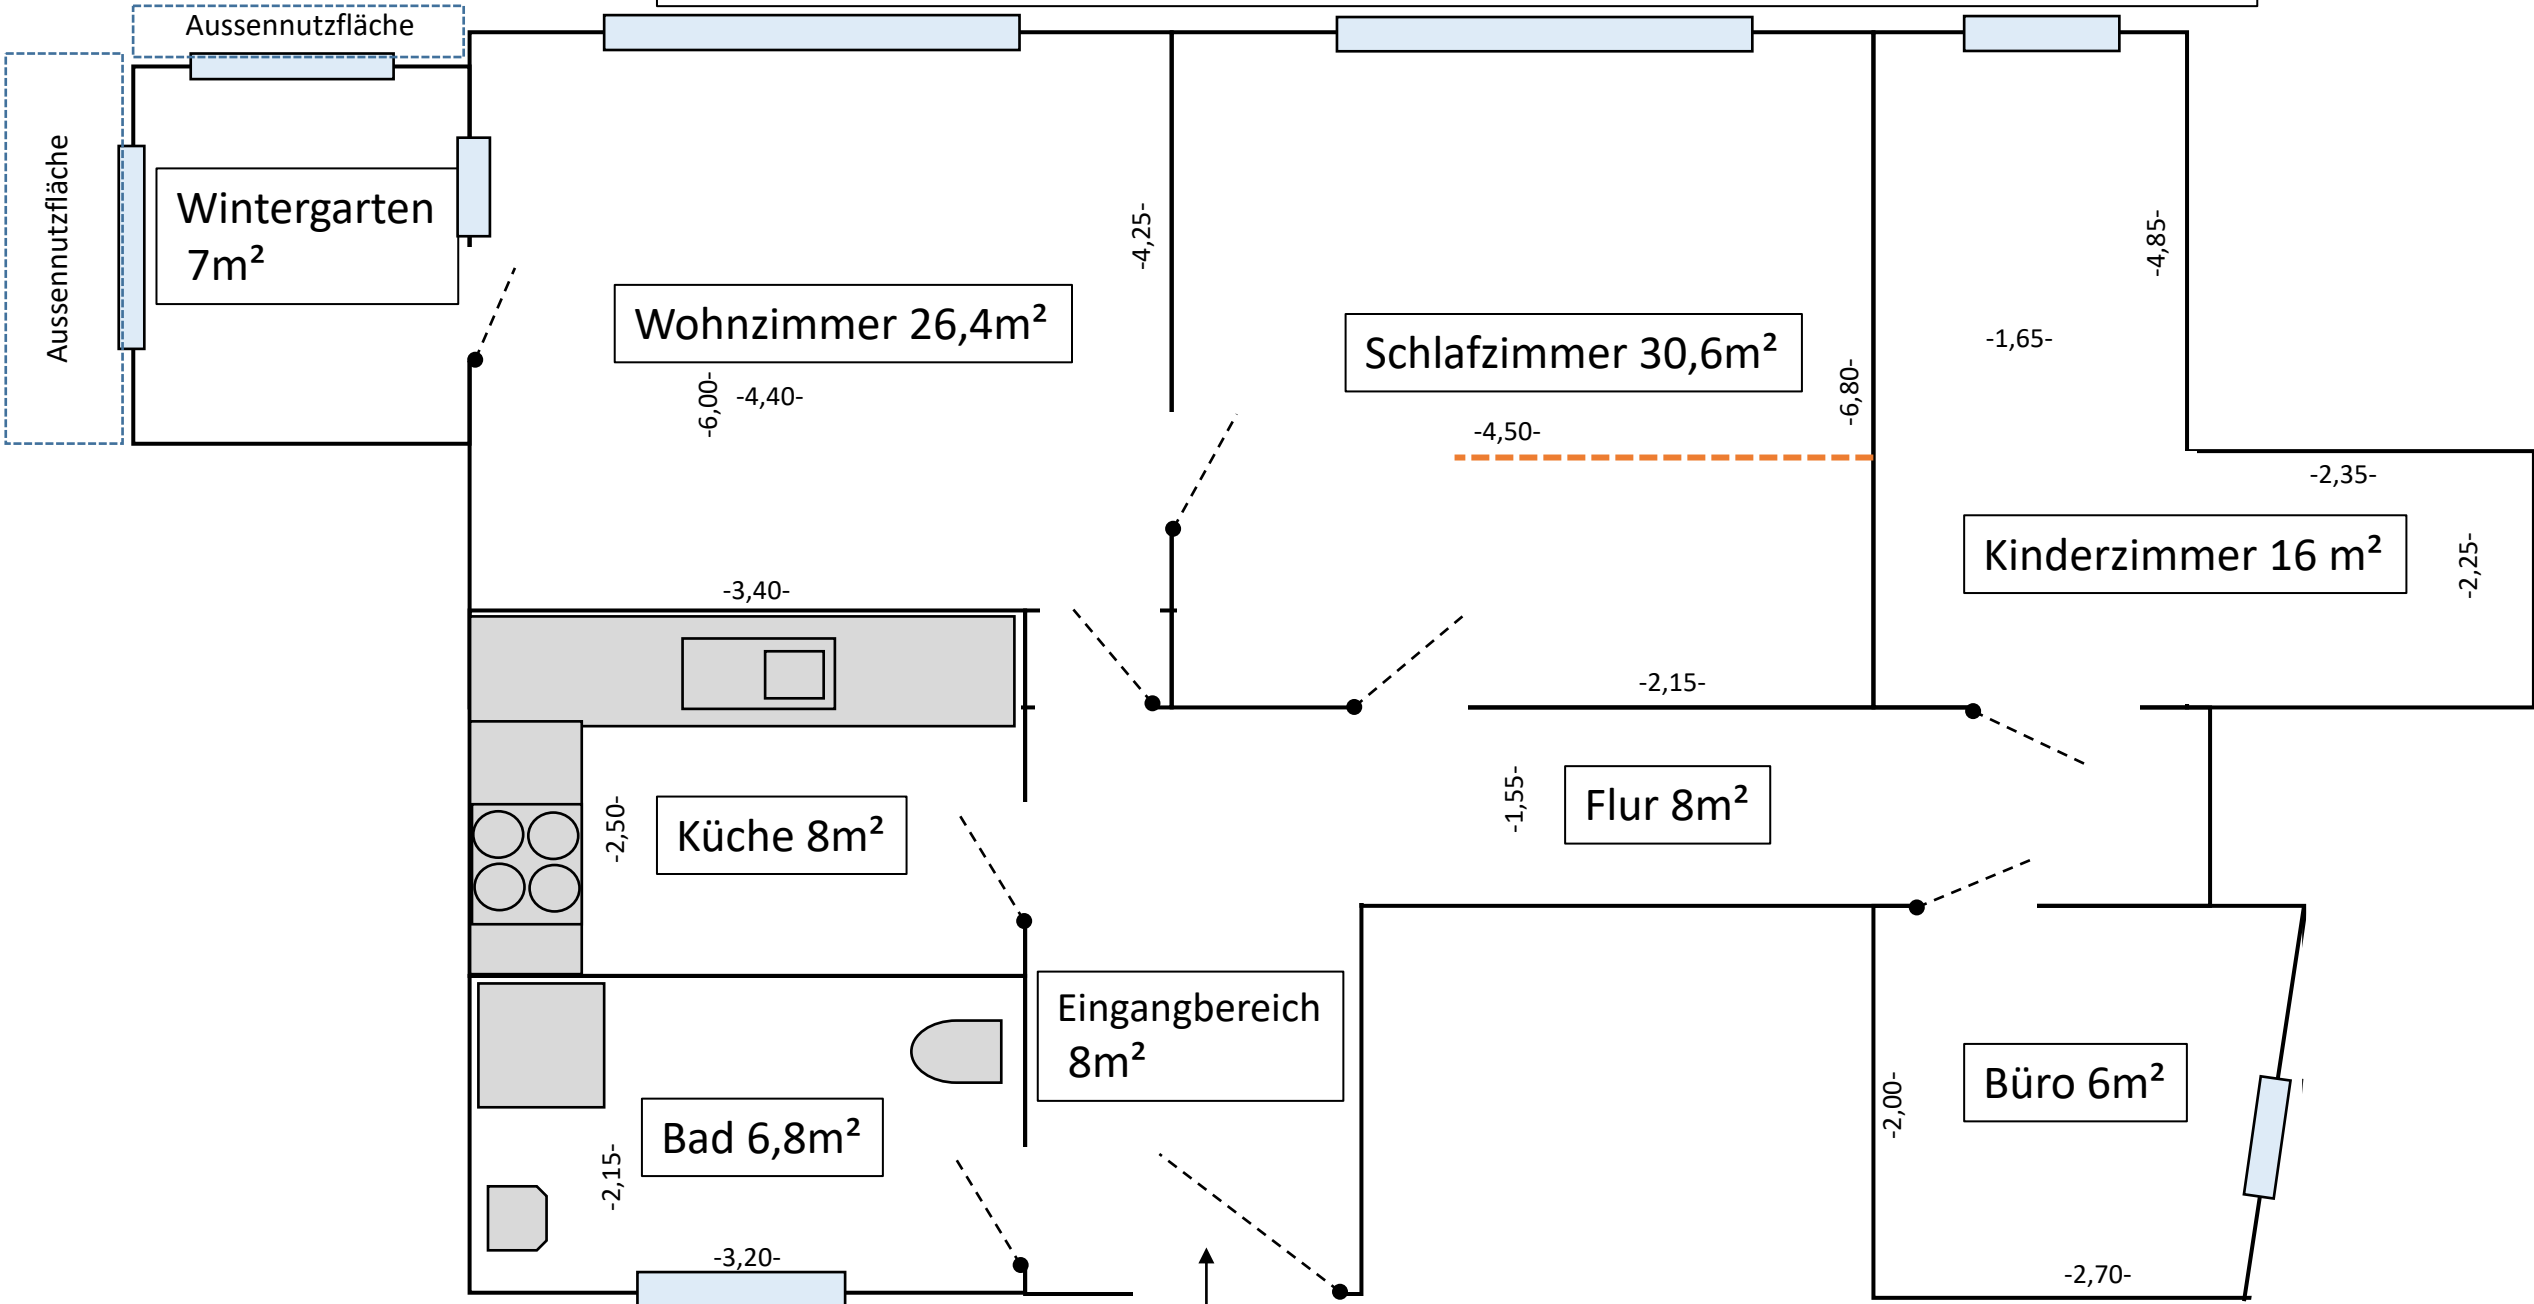 Aussennutzfläche
Aussennutzfläche
Wintergarten
7m²
Wohnzimmer 26,4m²
-6,00-
-4,40-
-4,25-
Schlafzimmer 30,6m²
-4,50-
-6,80-
-4,85-
-1,65-
-2,35-
Kinderzimmer 16 m²
-2,25-
-3,40-
-2,15-
-2,50-
Küche 8m²
-1,55-
Flur 8m²
Eingangbereich
8m²
Bad 6,8m²
-2,15-
-3,20-
-2,00-
Büro 6m²
-2,70-